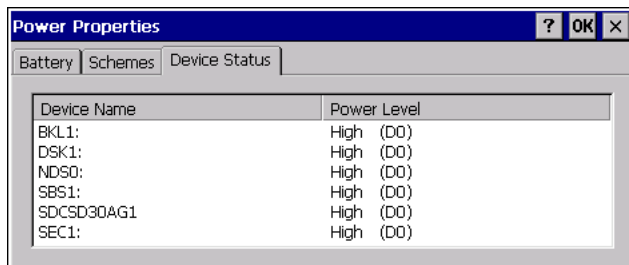 Power Properties ? OK ×
Battery Schemes Device Status
Device Name Power Level
BKL1: High (D0)
DSK1: High (D0)
NDS0: High (D0)
SBS1: High (D0)
SDCSD30AG1 High (D0)
SEC1: High (D0)